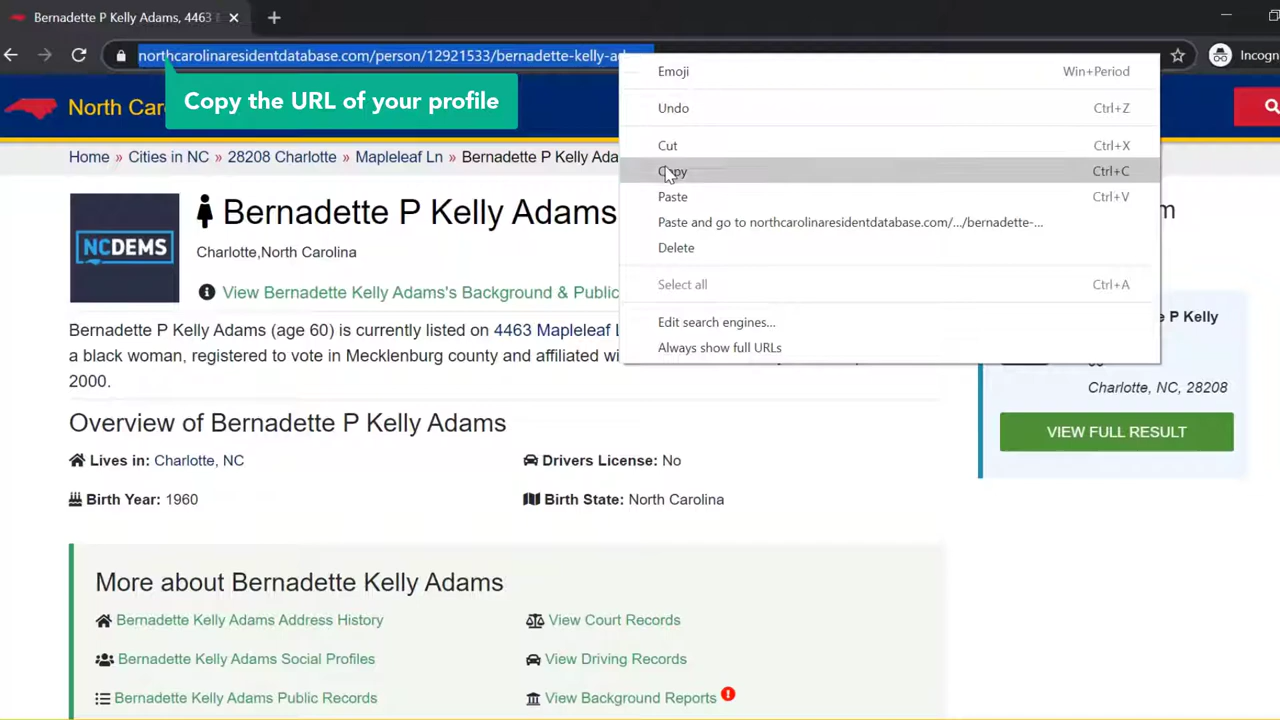 Bernadette P Kelly Adams, 4463
northcarolinaresidentdatabase.com/person/12921533/bernadette-kelly-ad
Incogn
Copy the URL of your profile
North Car
Home » Cities in NC » 28208 Charlotte » Mapleleaf Ln » Bernadette P Kelly Ada
Emoji Win+Period
Undo Ctrl+Z
Cut Ctrl+X
Copy Ctrl+C
Paste Ctrl+V
Paste and go to northcarolinaresidentdatabase.com/.../bernadette-...
Delete
Select all Ctrl+A
Edit search engines...
Always show full URLs
NCDEMS
Bernadette P Kelly Adams
Charlotte,North Carolina
View Bernadette Kelly Adams's Background & Public
Bernadette P Kelly Adams (age 60) is currently listed on 4463 Mapleleaf L
a black woman, registered to vote in Mecklenburg county and affiliated wi
2000.
m
e P Kelly
Charlotte, NC, 28208
VIEW FULL RESULT
Overview of Bernadette P Kelly Adams
Lives in: Charlotte, NC
Drivers License: No
Birth Year: 1960
Birth State: North Carolina
More about Bernadette Kelly Adams
Bernadette Kelly Adams Address History
View Court Records
Bernadette Kelly Adams Social Profiles
View Driving Records
Bernadette Kelly Adams Public Records
View Background Reports